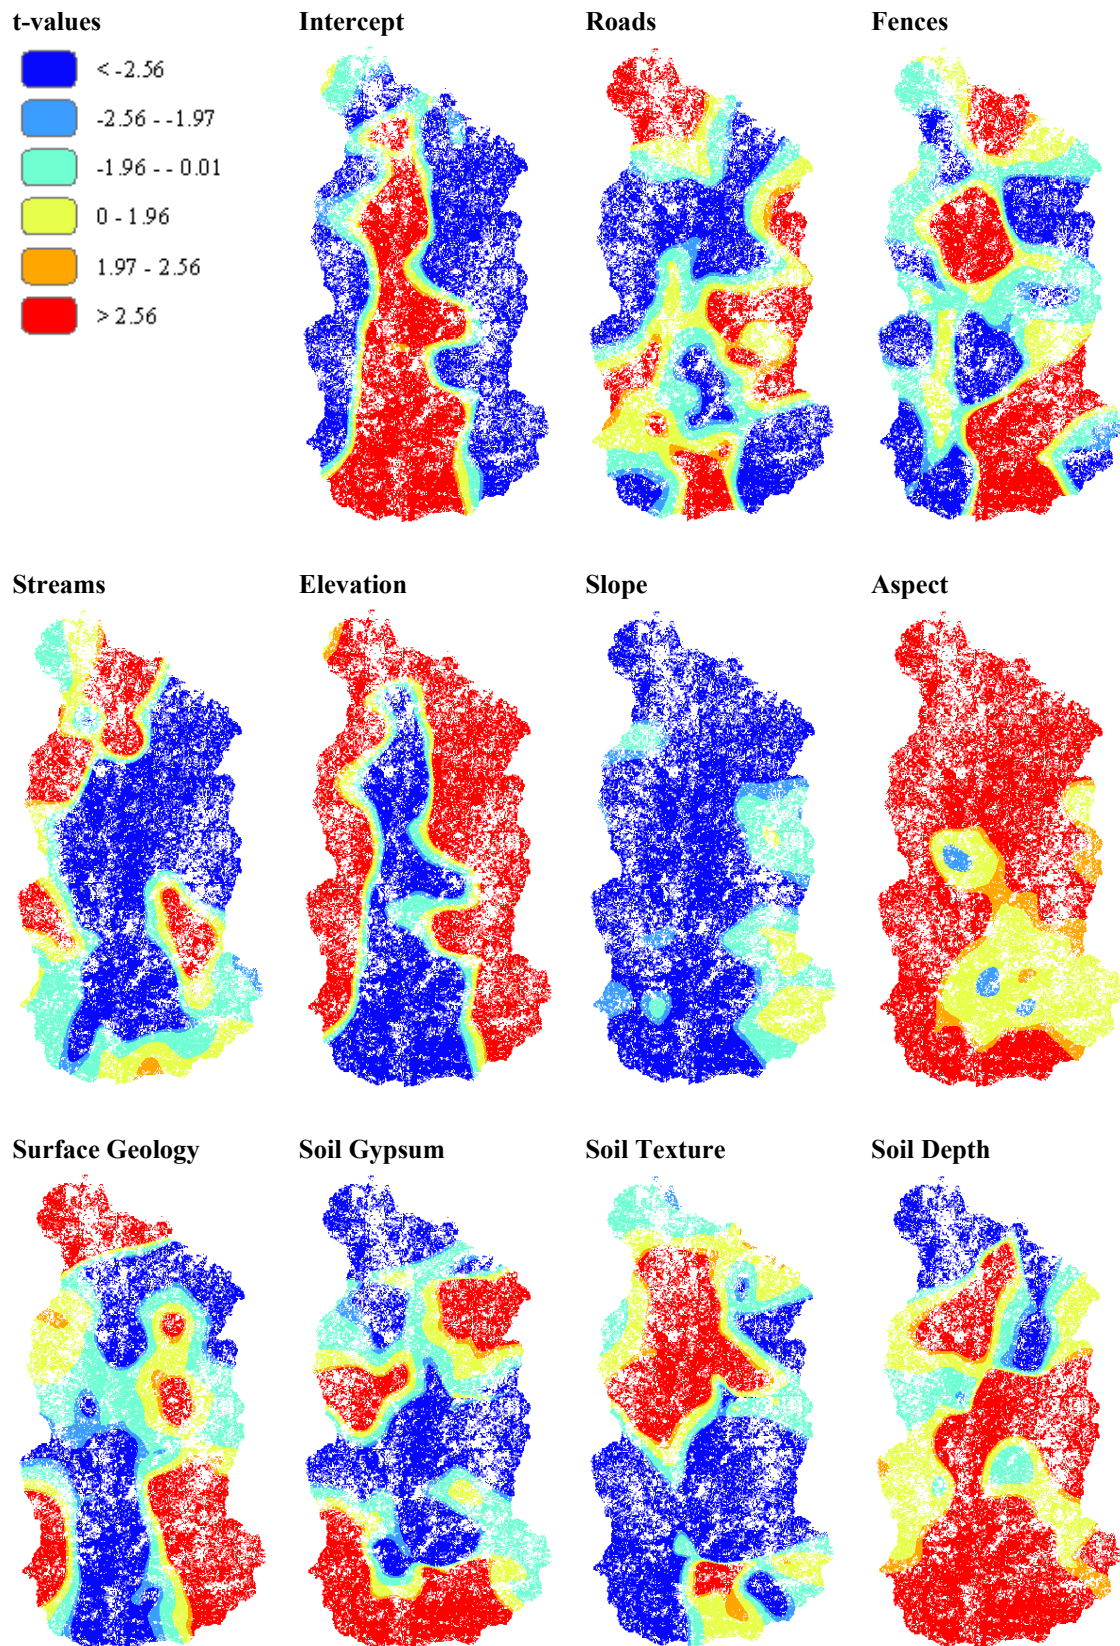 t-values
Intercept
Roads
Fences
< -2.56
-2.56 - -1.97
-1.96 - - 0.01
0 - 1.96
1.97 - 2.56
> 2.56
Streams
Elevation
Slope
Aspect
Surface Geology
Soil Gypsum
Soil Texture
Soil Depth